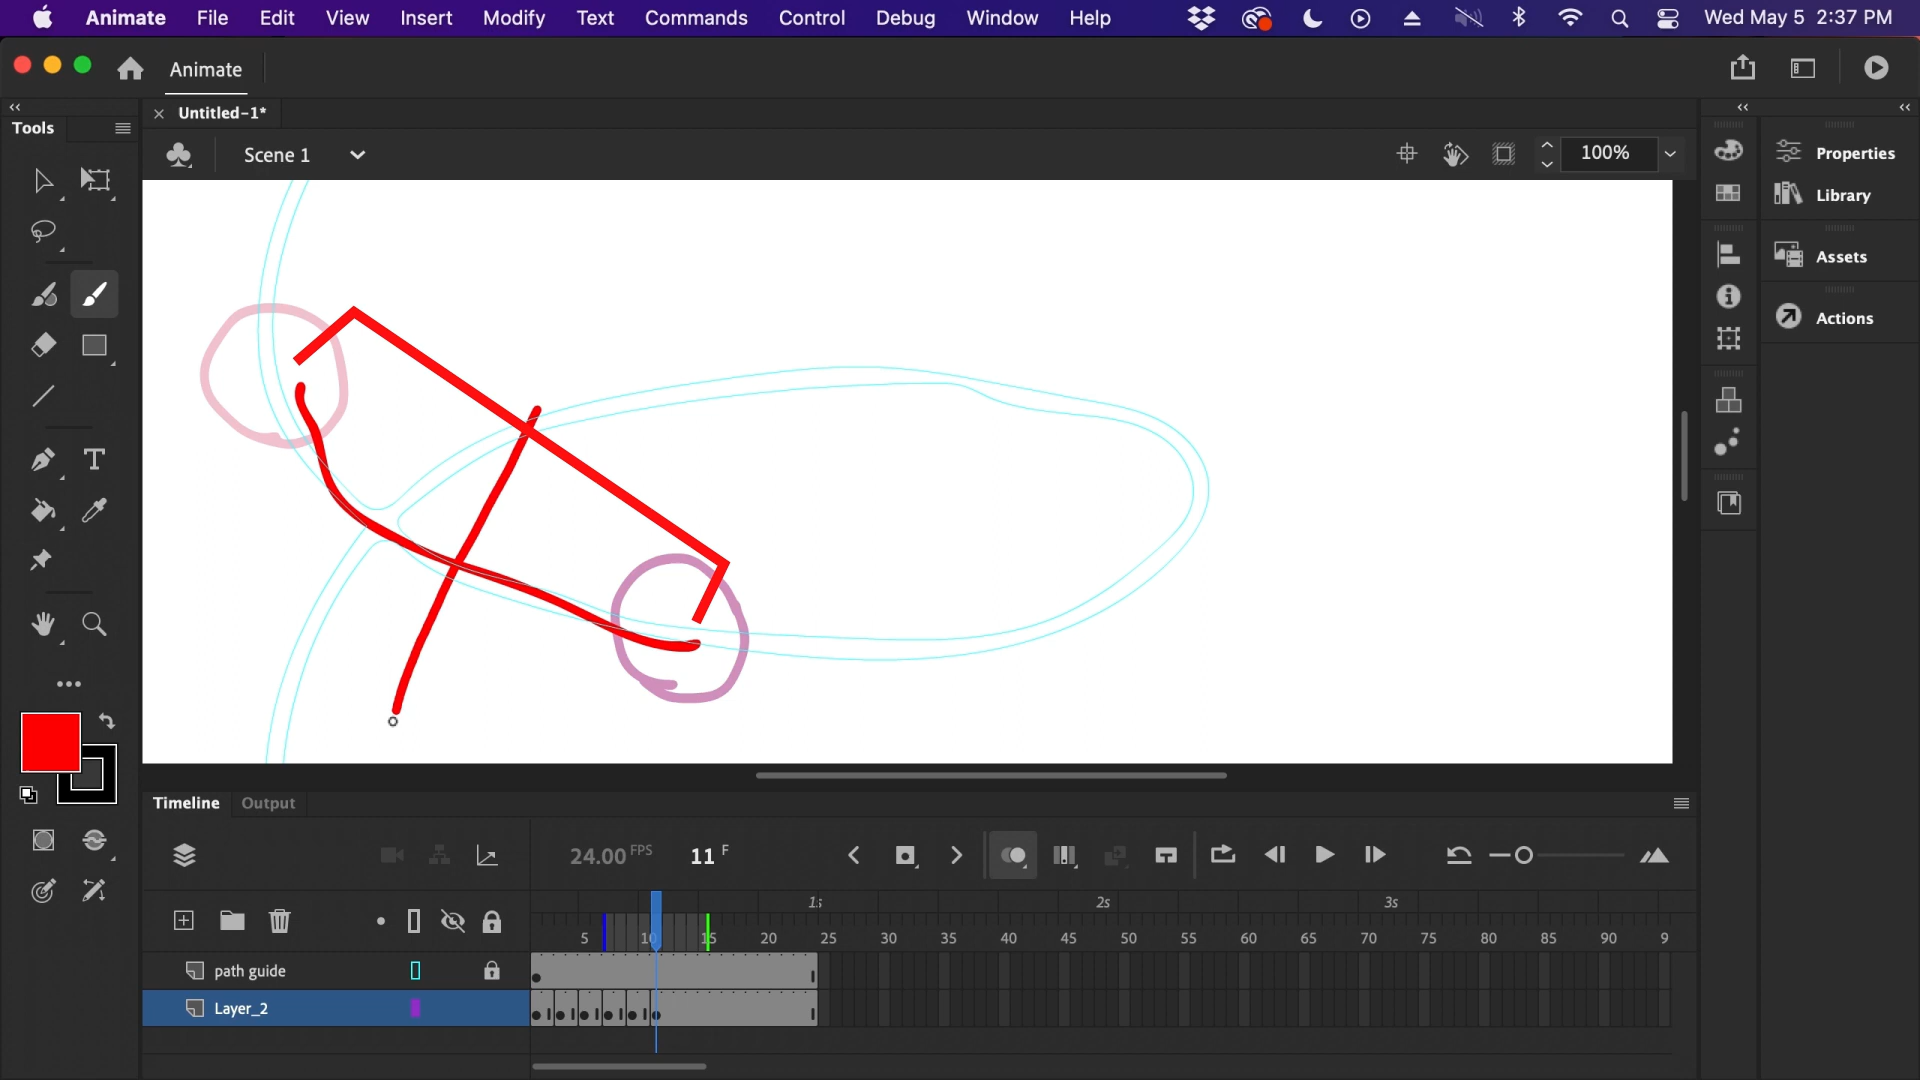 Animate File Edit View Insert Modify Text Commands Control Debug Window Help Wed May 5 2:37 PM
Animate
Untitled-1*
Tools
Scene 1
100%
Properties
Library
Assets
Actions
T
Timeline Output
24.00 FPS 11 F
1s 2s 3s
5 10 15 20 25 30 35 40 45 50 55 60 65 70 75 80 85 90 9
path guide
Layer_2